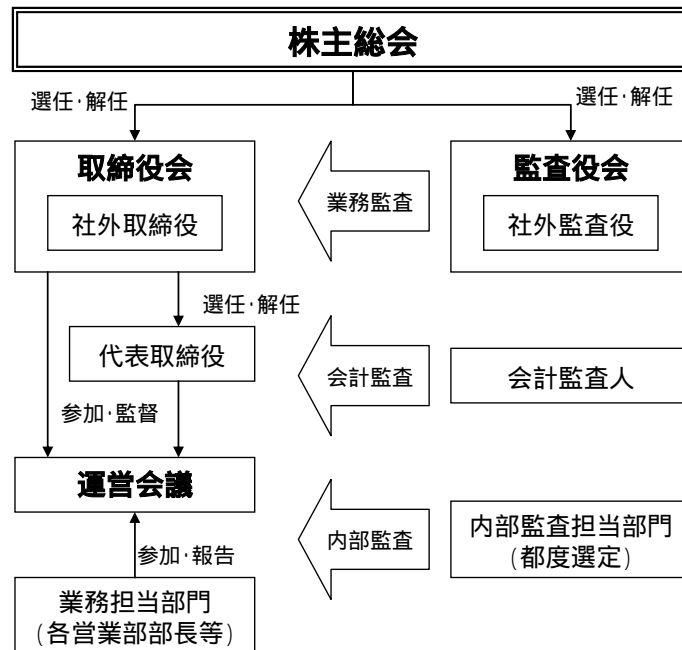 株主総会
選任・解任
選任・解任
取締役会
社外取締役
業務監査
監査役会
社外監査役
選任・解任
代表取締役
会計監査
会計監査人
参加・監督
運営会議
内部監査
内部監査担当部門
(都度選定)
参加・報告
業務担当部門
(各営業部部長等)